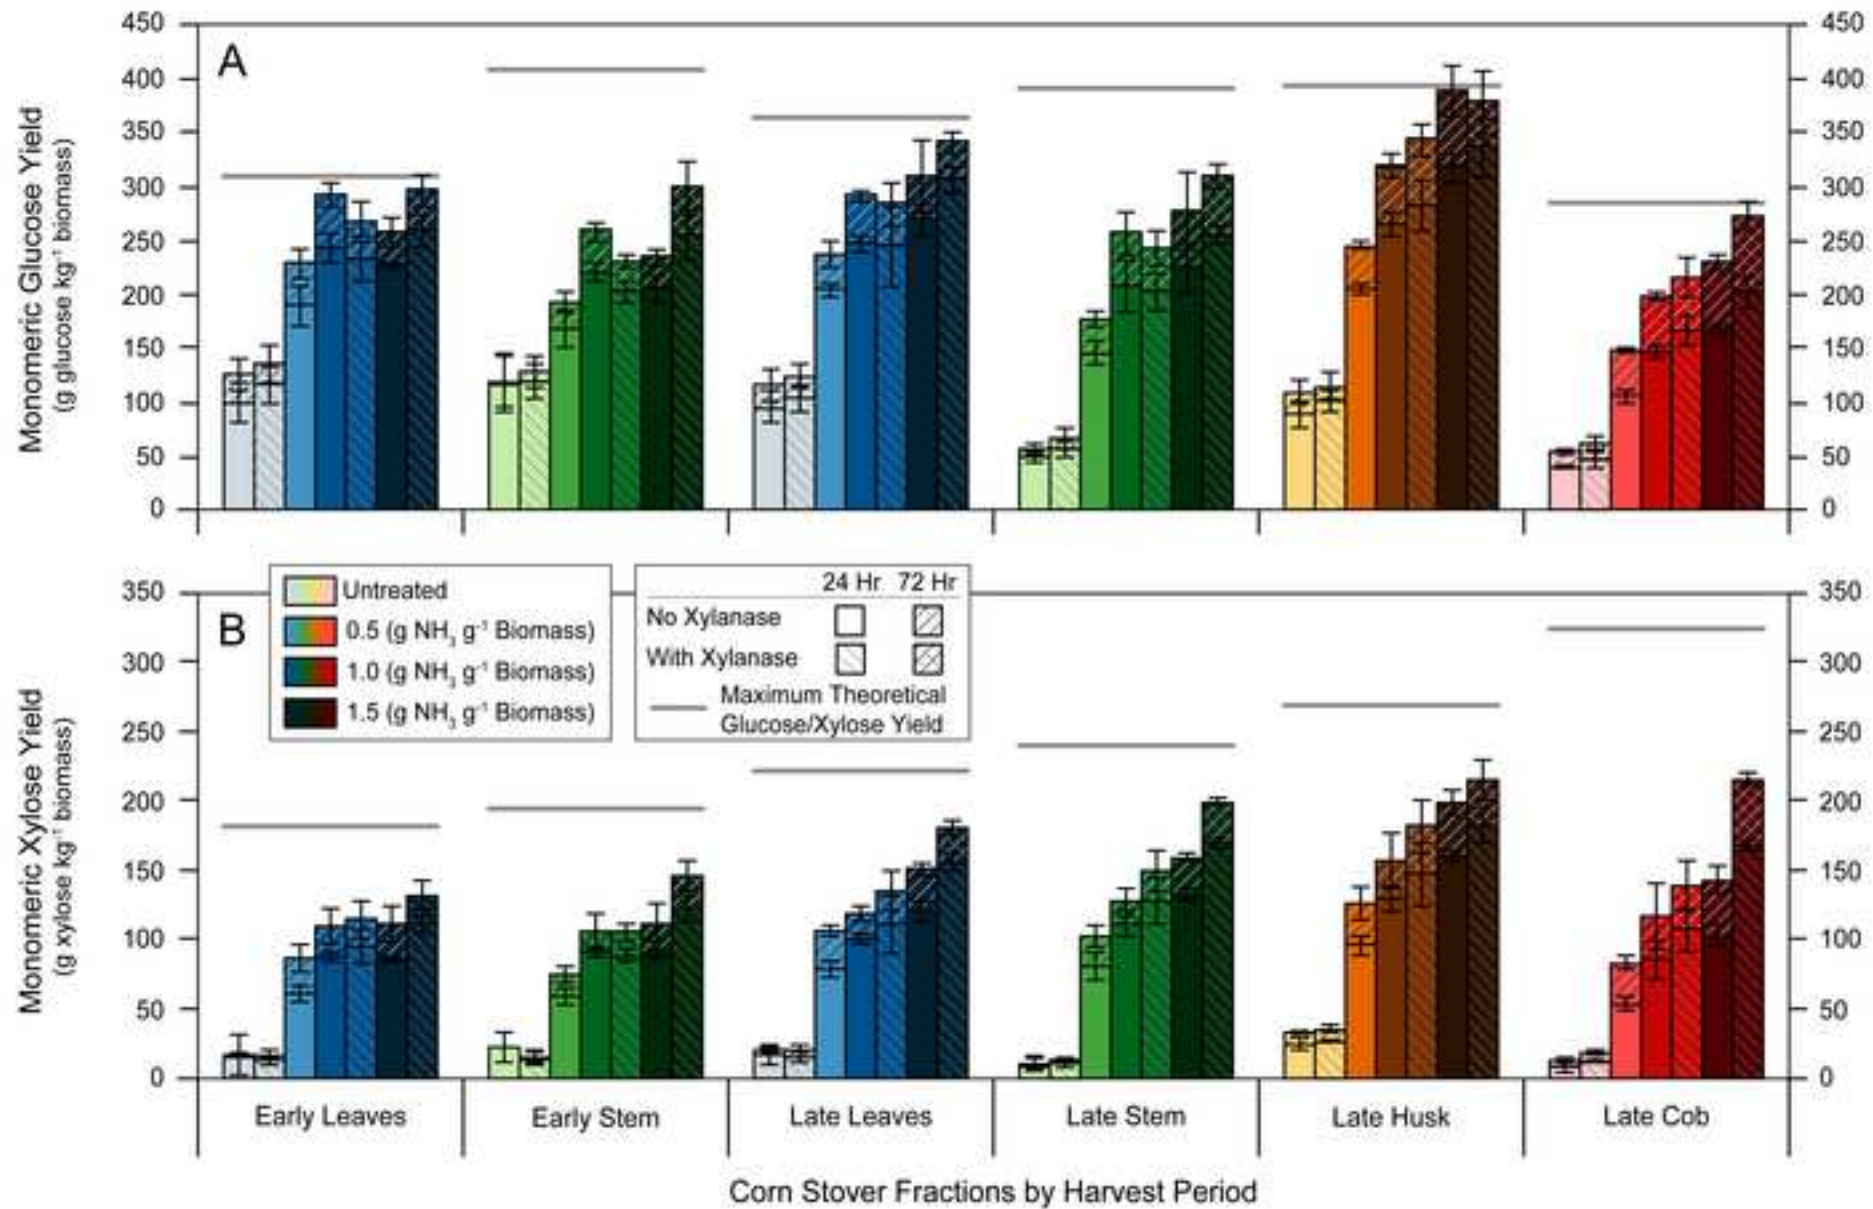 A
450
400
350
300
250
200
150
100
50
0
Monomeric Glucose Yield
(g glucose kg⁻¹ biomass)
450
400
350
300
250
200
150
100
50
0
B
350
300
250
200
150
100
50
0
Monomeric Xylose Yield
(g xylose kg⁻¹ biomass)
Untreated
0.5 (g NH₃ g⁻¹ Biomass)
1.0 (g NH₃ g⁻¹ Biomass)
1.5 (g NH₃ g⁻¹ Biomass)
24 Hr 72 Hr
No Xylanase
With Xylanase
Maximum Theoretical
Glucose/Xylose Yield
350
300
250
200
150
100
50
0
Early Leaves Early Stem Late Leaves Late Stem Late Husk Late Cob
Corn Stover Fractions by Harvest Period